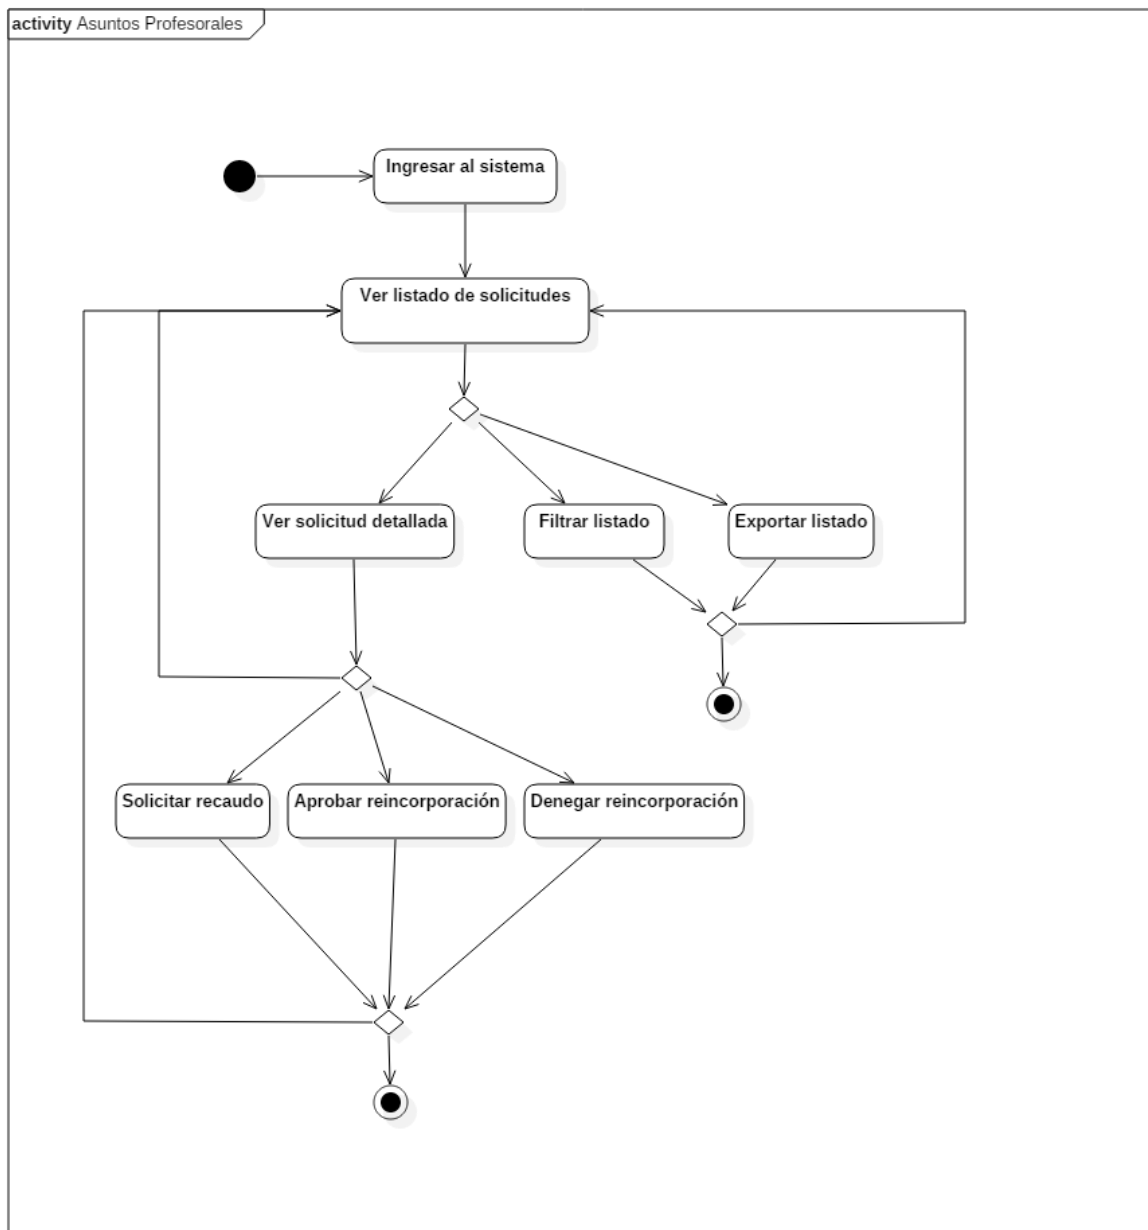 activity Asuntos Profesorales
Ingresar al sistema
Ver listado de solicitudes
Ver solicitud detallada
Filtrar listado
Exportar listado
Solicitar recaudo
Aprobar reincorporación
Denegar reincorporación